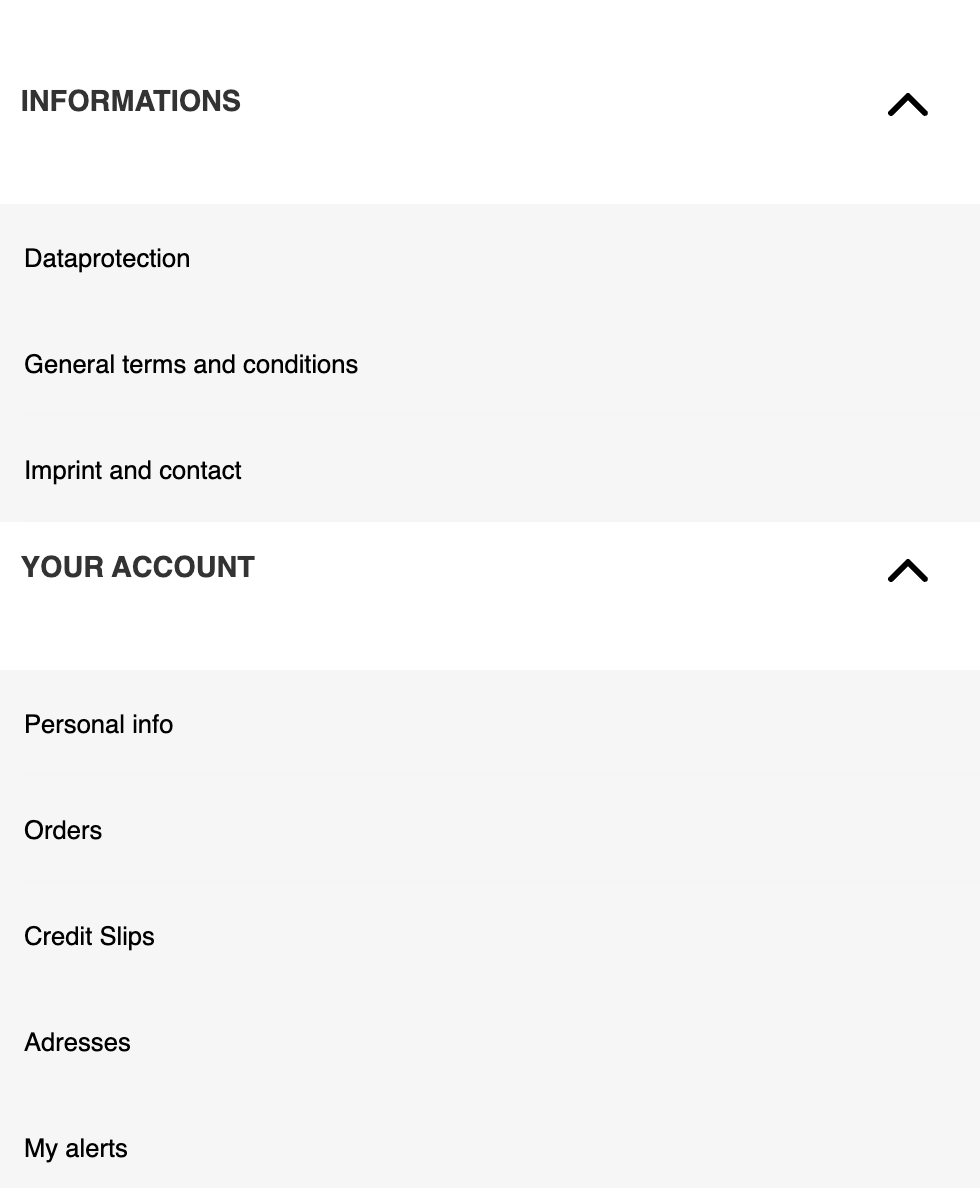 INFORMATIONS
Dataprotection
General terms and conditions
Imprint and contact
YOUR ACCOUNT
Personal info
Orders
Credit Slips
Adresses
My alerts